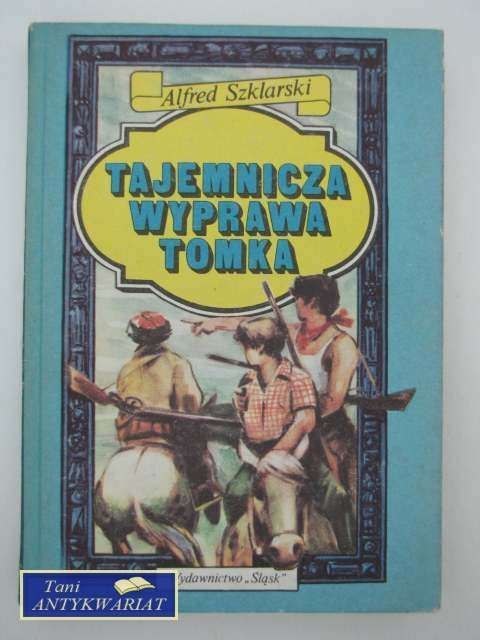 Alfred Szklarski
TAJEMNICZA
WYPRAWA
TOMKA
Wydawnictwo „Śląsk”
Tani
ANTYKWARIAT